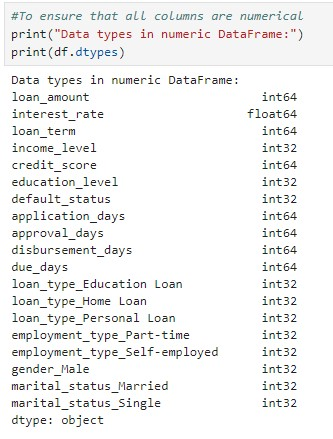 #To ensure that all columns are numerical
print("Data types in numeric DataFrame:")
print(df.dtypes)
Data types in numeric DataFrame:
loan_amount int64
interest_rate float64
loan_term int64
income_level int32
credit_score int64
education_level int32
default_status int32
application_days int64
approval_days int64
disbursement_days int64
due_days int64
loan_type_Education Loan int32
loan_type_Home Loan int32
loan_type_Personal Loan int32
employment_type_Part-time int32
employment_type_Self-employed int32
gender_Male int32
marital_status_Married int32
marital_status_Single int32
dtype: object